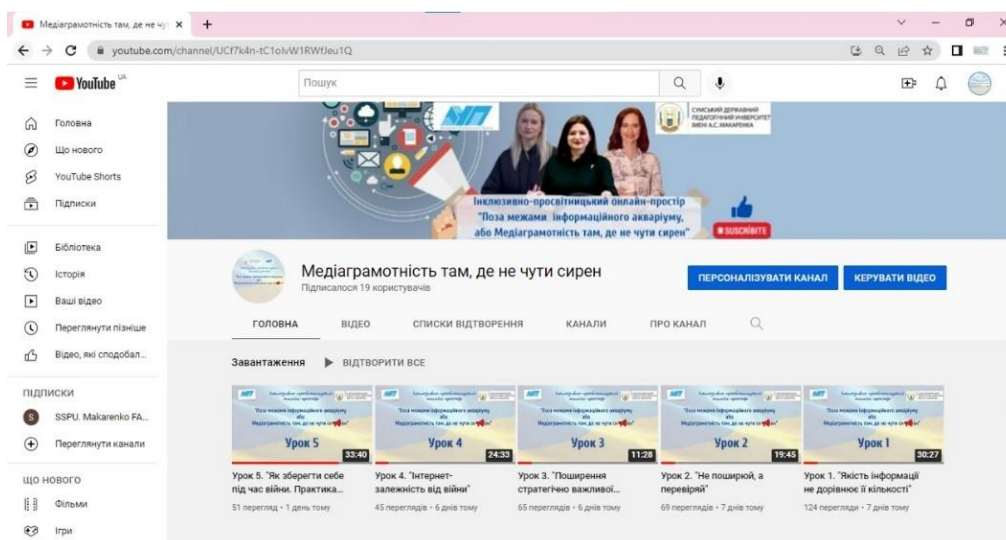 Медіаграмотність там, де не чу
youtube.com/channel/UCf7k4n-tC1olvW1RWfJeu1Q
YouTube UA
Пошук
Головна
Що нового
YouTube Shorts
Підписки
Бібліотека
Історія
Ваші відео
Переглянути пізніше
Відео, які сподобал...
ПІДПИСКИ
S SSPU. Makarenko FA...
Переглянути канали
ЩО НОВОГО
Фільми
Ігри
УІП
СУМСЬКИЙ ДЕРЖАВНИЙ
ПЕДАГОГІЧНИЙ УНІВЕРСИТЕТ
ІМЕНІ А.С. МАКАРЕНКА
Інклюзивно-просвітницький онлайн-простір
"Поза межами інформаційного акваріуму,
або Медіаграмотність там, де не чути сирен"
SUSCRIBITE
Медіаграмотність там, де не чути сирен
Підписалося 19 користувачів
ПЕРСОНАЛІЗУВАТИ КАНАЛ
КЕРУВАТИ ВІДЕО
ГОЛОВНА ВІДЕО СПИСКИ ВІДТВОРЕННЯ КАНАЛИ ПРО КАНАЛ
Завантаження ВІДТВОРИТИ ВСЕ
Урок 5
33:40
Урок 5. "Як зберегти себе
під час війни. Практика...
51 перегляд • 1 день тому
Урок 4
24:33
Урок 4. "Інтернет-
залежність від війни"
45 переглядів • 6 днів тому
Урок 3
11:28
Урок 3. "Поширення
стратегічно важливої...
65 переглядів • 6 днів тому
Урок 2
19:45
Урок 2. "Не поширюй, а
перевіряй"
69 переглядів • 7 днів тому
Урок 1
30:27
Урок 1. "Якість інформації
не дорівнює її кількості"
124 перегляди • 7 днів тому